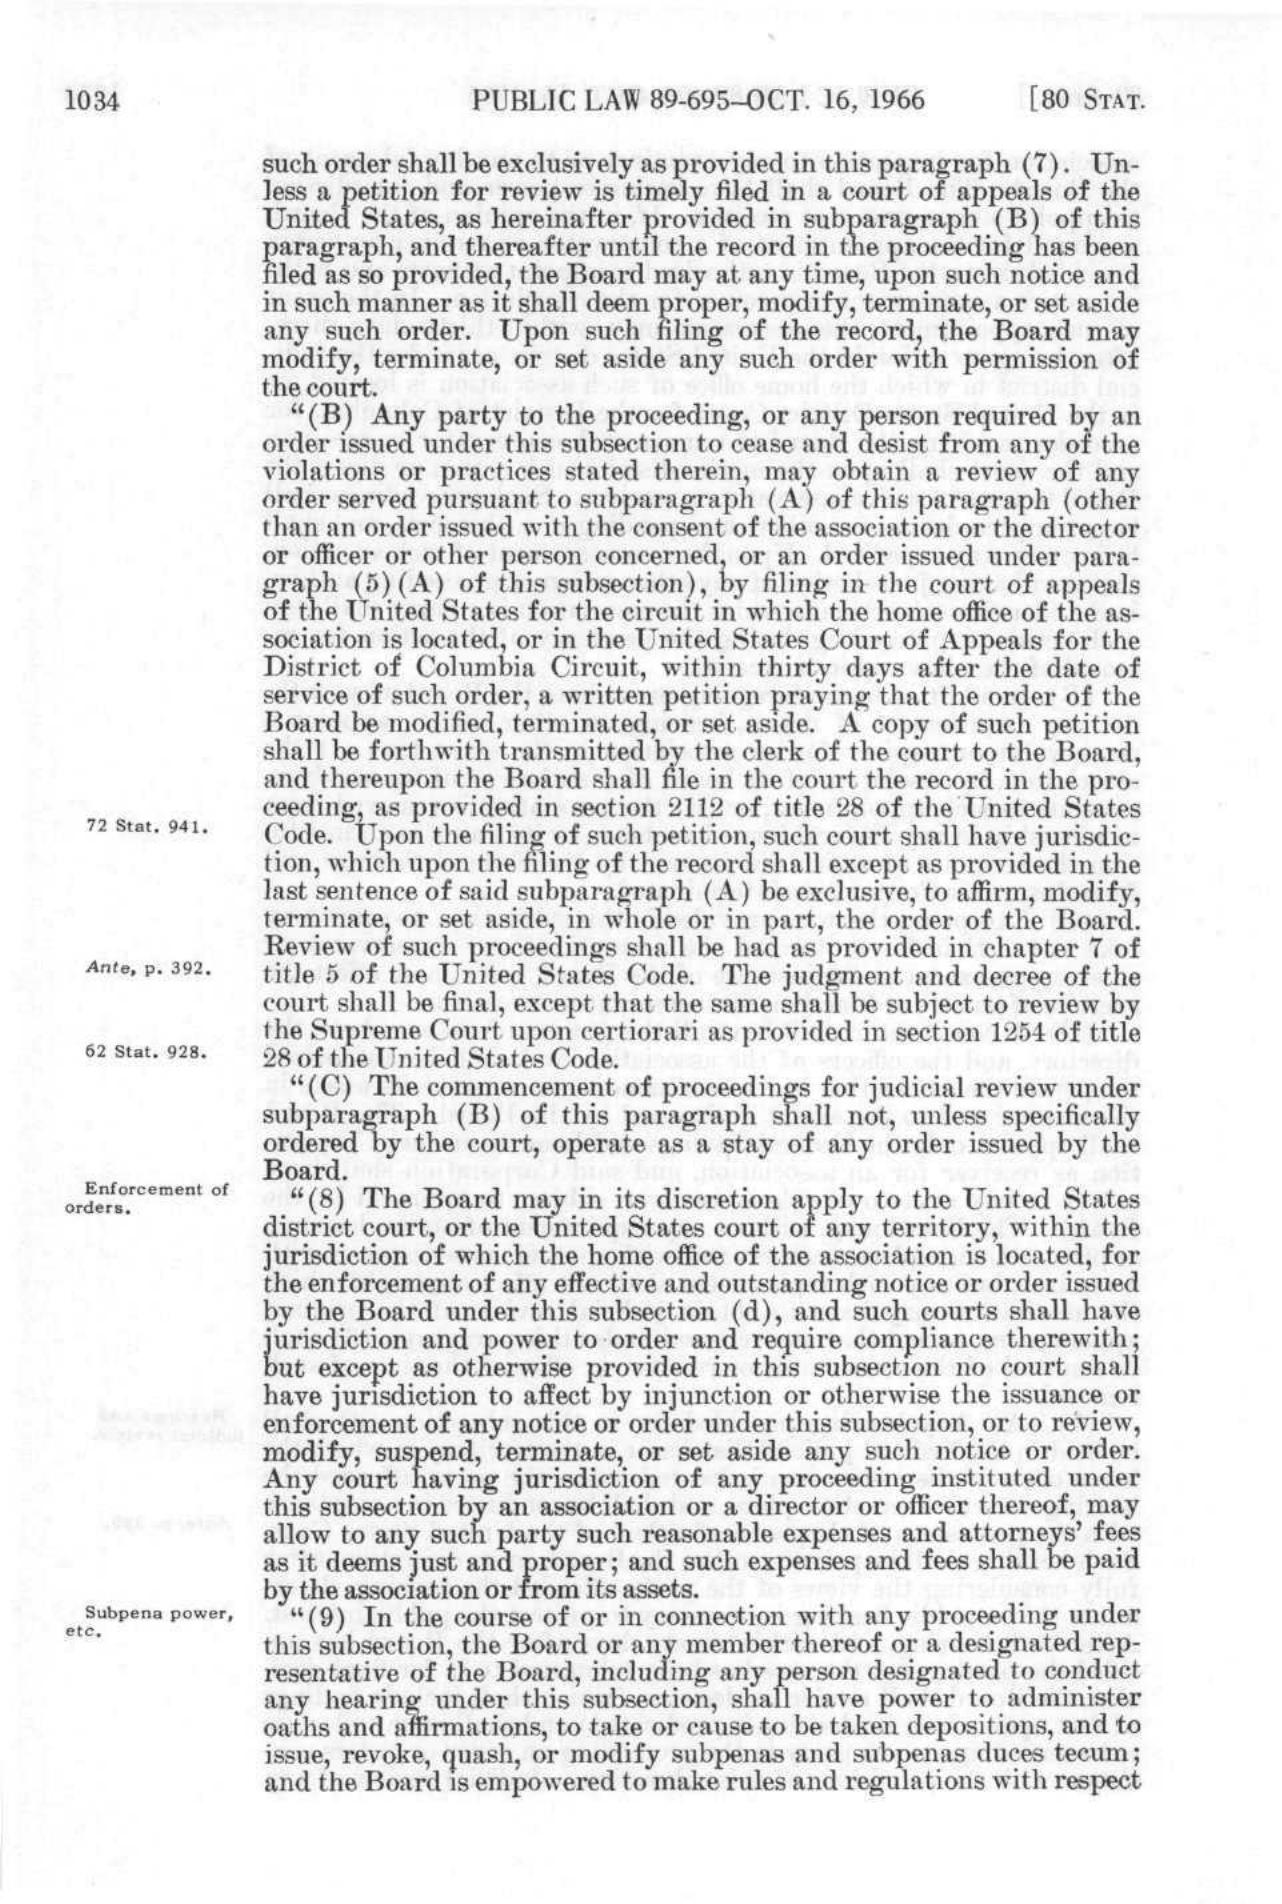 1034
PUBLIC LAW 89-695—OCT. 16, 1966
[80 STAT.
such order shall be exclusively as provided in this paragraph (7). Un-
less a petition for review is timely filed in a court of appeals of the
United States, as hereinafter provided in subparagraph (B) of this
paragraph, and thereafter until the record in the proceeding has been
filed as so provided, the Board may at any time, upon such notice and
in such manner as it shall deem proper, modify, terminate, or set aside
any such order. Upon such filing of the record, the Board may
modify, terminate, or set aside any such order with permission of
the court.
"(B) Any party to the proceeding, or any person required by an
order issued under this subsection to cease and desist from any of the
violations or practices stated therein, may obtain a review of any
order served pursuant to subparagraph (A) of this paragraph (other
than an order issued with the consent of the association or the director
or officer or other person concerned, or an order issued under para-
graph (5)(A) of this subsection), by filing in the court of appeals
of the United States for the circuit in which the home office of the as-
sociation is located, or in the United States Court of Appeals for the
District of Columbia Circuit, within thirty days after the date of
service of such order, a written petition praying that the order of the
Board be modified, terminated, or set aside. A copy of such petition
shall be forthwith transmitted by the clerk of the court to the Board,
and thereupon the Board shall file in the court the record in the pro-
ceeding, as provided in section 2112 of title 28 of the United States
72 Stat. 941.
Code. Upon the filing of such petition, such court shall have jurisdic-
tion, which upon the filing of the record shall except as provided in the
last sentence of said subparagraph (A) be exclusive, to affirm, modify,
terminate, or set aside, in whole or in part, the order of the Board.
Review of such proceedings shall be had as provided in chapter 7 of
Ante, p. 392.
title 5 of the United States Code. The judgment and decree of the
court shall be final, except that the same shall be subject to review by
the Supreme Court upon certiorari as provided in section 1254 of title
62 Stat. 928.
28 of the United States Code.
"(C) The commencement of proceedings for judicial review under
subparagraph (B) of this paragraph shall not, unless specifically
ordered by the court, operate as a stay of any order issued by the
Board.
Enforcement of
orders.
"(8) The Board may in its discretion apply to the United States
district court, or the United States court of any territory, within the
jurisdiction of which the home office of the association is located, for
the enforcement of any effective and outstanding notice or order issued
by the Board under this subsection (d), and such courts shall have
jurisdiction and power to order and require compliance therewith;
but except as otherwise provided in this subsection no court shall
have jurisdiction to affect by injunction or otherwise the issuance or
enforcement of any notice or order under this subsection, or to review,
modify, suspend, terminate, or set aside any such notice or order.
Any court having jurisdiction of any proceeding instituted under
this subsection by an association or a director or officer thereof, may
allow to any such party such reasonable expenses and attorneys' fees
as it deems just and proper; and such expenses and fees shall be paid
by the association or from its assets.
Subpena power,
etc.
"(9) In the course of or in connection with any proceeding under
this subsection, the Board or any member thereof or a designated rep-
resentative of the Board, including any person designated to conduct
any hearing under this subsection, shall have power to administer
oaths and affirmations, to take or cause to be taken depositions, and to
issue, revoke, quash, or modify subpenas and subpenas duces tecum;
and the Board is empowered to make rules and regulations with respect